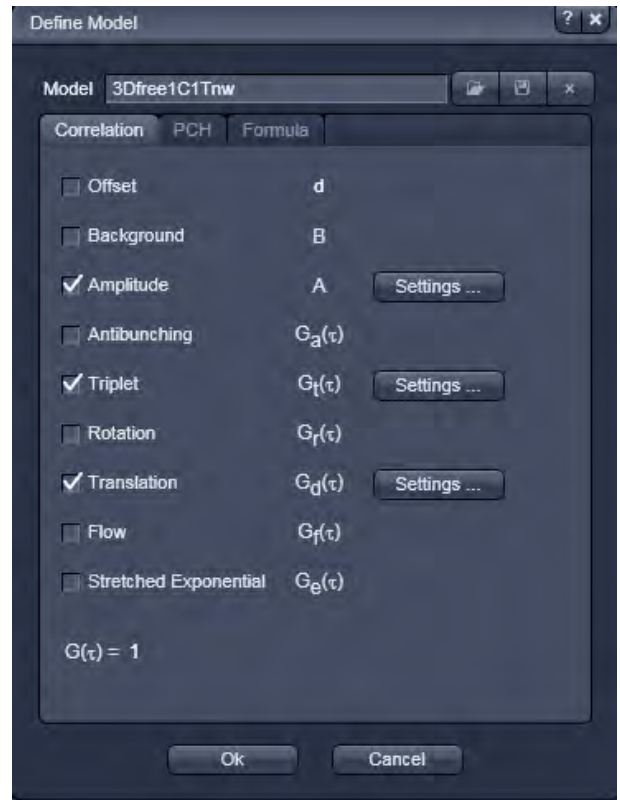 Define Model ? ×
Model 3Dfree1C1Tnw ×
Correlation PCH Formula
Offset d
Background B
Amplitude A Settings ...
Antibunching Ga(τ)
Triplet Gt(τ) Settings ...
Rotation Gr(τ)
Translation Gd(τ) Settings ...
Flow Gf(τ)
Stretched Exponential Ge(τ)
G(τ) = 1
Ok Cancel